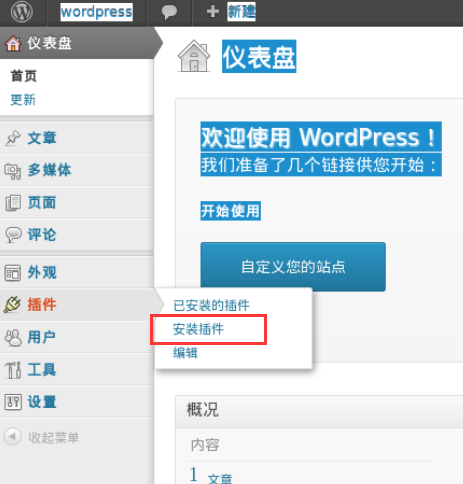 wordpress 新建
仪表盘
首页
更新
文章
多媒体
页面
评论
外观
插件
用户
工具
设置
收起菜单
仪表盘
欢迎使用 WordPress！
我们准备了几个链接供您开始：
开始使用
自定义您的站点
已安装的插件
安装插件
编辑
概况
内容
1 文章